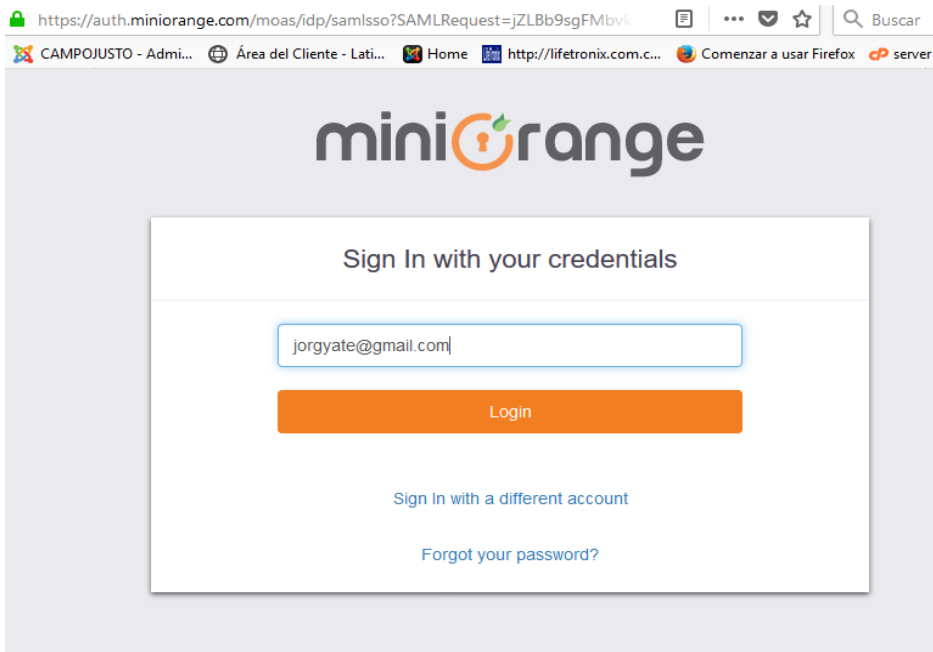 https://auth.miniorange.com/moas/idp/samlsso?SAMLRequest=jZLBb9sgFMbvk
Buscar
CAMPOJUSTO - Admi... Área del Cliente - Lati... Home http://lifetronix.com.c... Comenzar a usar Firefox cP server
miniorange
Sign In with your credentials
jorgyate@gmail.com
Login
Sign In with a different account
Forgot your password?